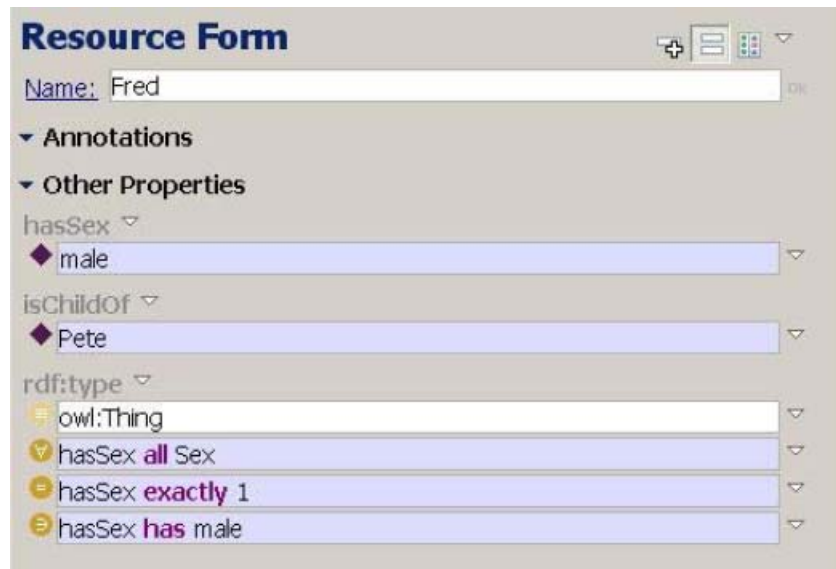 Resource Form
Name: Fred
OK
Annotations
Other Properties
hasSex
male
isChildOf
Pete
rdf:type
owl:Thing
hasSex all Sex
hasSex exactly 1
hasSex has male